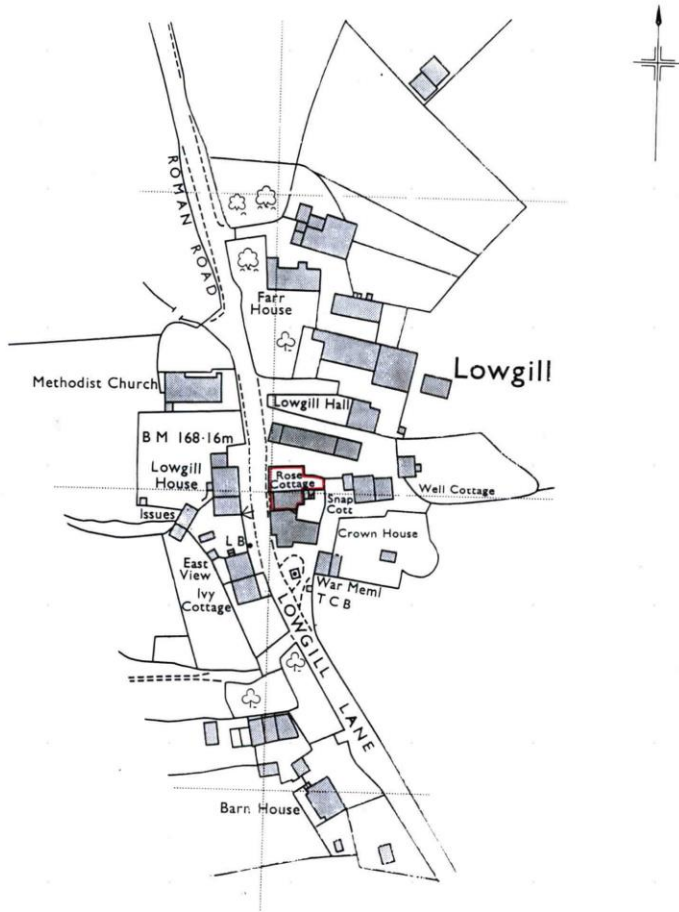 ROMAN ROAD
Farr
House
Lowgill
Methodist Church
Lowgill Hall
B M 168·16m
Lowgill
House
Rose
Cottage
Snap
Cott
Well Cottage
Issues
Crown House
L B
East
View
Ivy
Cottage
War Meml
T C B
LOWGILL LANE
Barn House